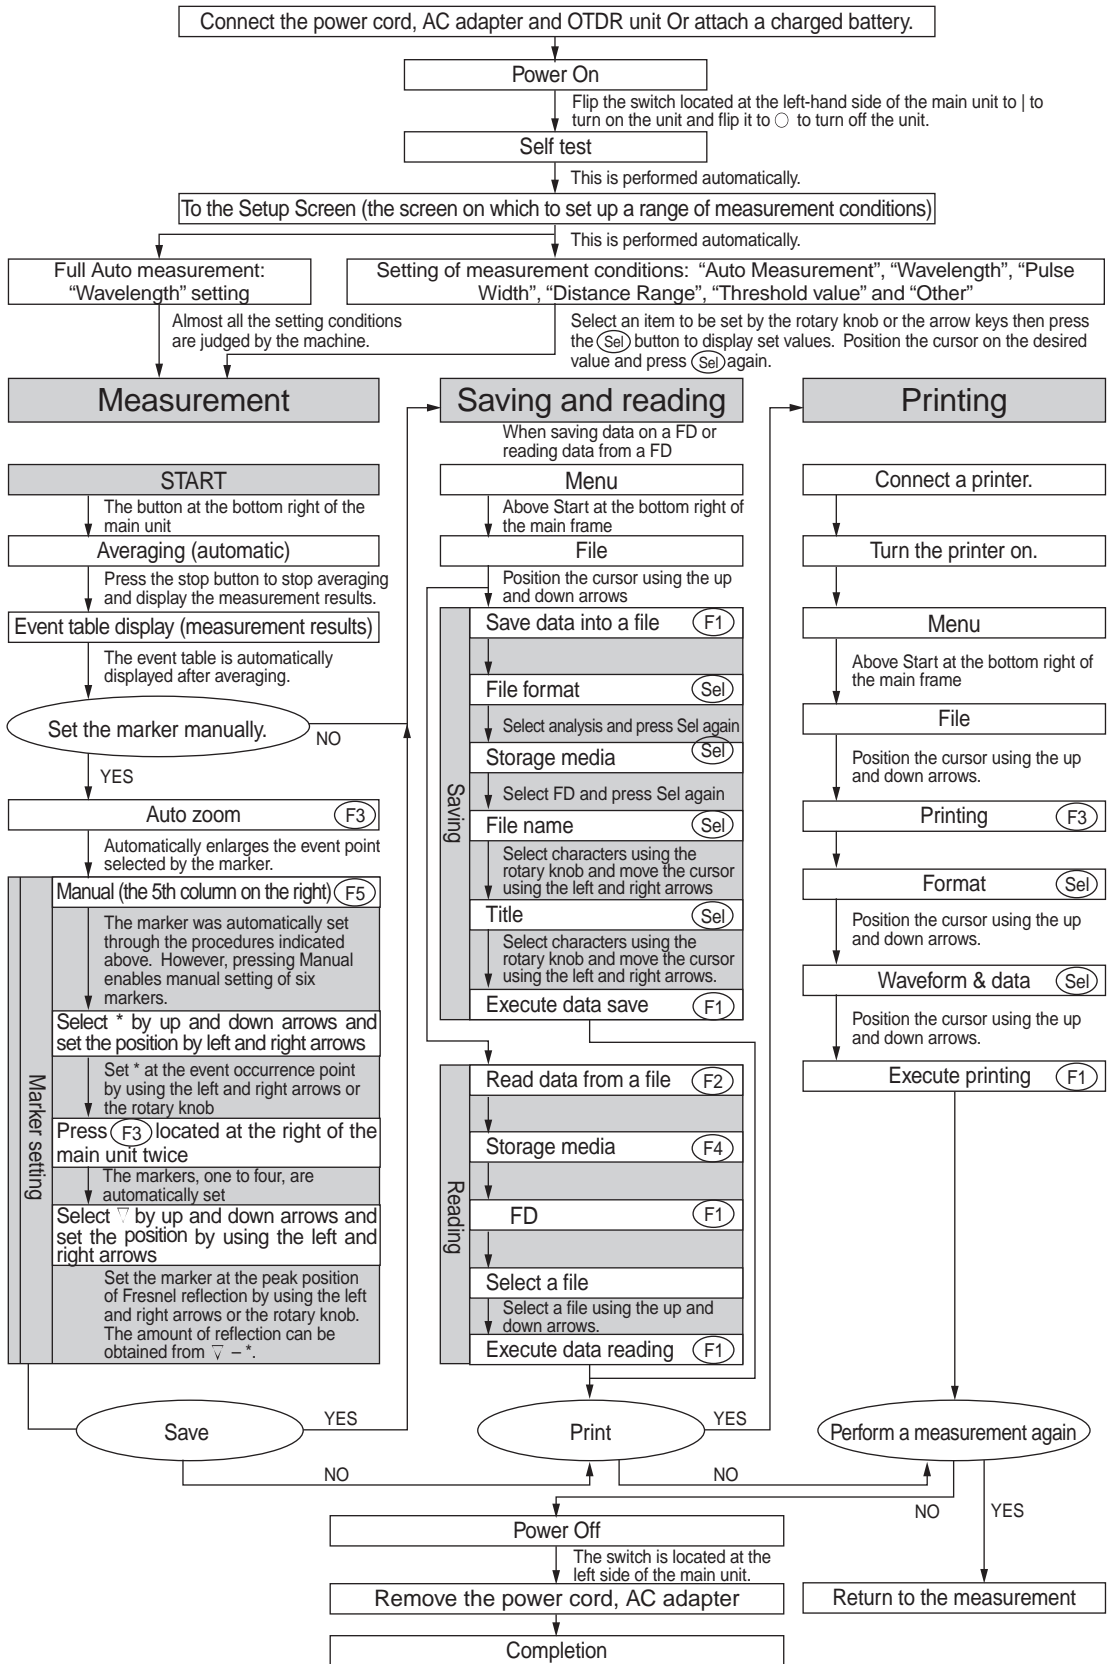 Connect the power cord, AC adapter and OTDR unit Or attach a charged battery.
Power On
Flip the switch located at the left-hand side of the main unit to | to
turn on the unit and flip it to ○ to turn off the unit.
Self test
This is performed automatically.
To the Setup Screen (the screen on which to set up a range of measurement conditions)
This is performed automatically.
Full Auto measurement:
“Wavelength” setting
Almost all the setting conditions
are judged by the machine.
Setting of measurement conditions: “Auto Measurement”, “Wavelength”, “Pulse
Width”, “Distance Range”, “Threshold value” and “Other”
Select an item to be set by the rotary knob or the arrow keys then press
the Sel button to display set values. Position the cursor on the desired
value and press Sel again.
Measurement
START
The button at the bottom right of the
main unit
Averaging (automatic)
Press the stop button to stop averaging
and display the measurement results.
Event table display (measurement results)
The event table is automatically
displayed after averaging.
Set the marker manually.
NO
YES
Auto zoom F3
Automatically enlarges the event point
selected by the marker.
Marker setting
Manual (the 5th column on the right) F5
The marker was automatically set
through the procedures indicated
above. However, pressing Manual
enables manual setting of six
markers.
Select * by up and down arrows and
set the position by left and right arrows
Set * at the event occurrence point
by using the left and right arrows or
the rotary knob
Press F3 located at the right of the
main unit twice
The markers, one to four, are
automatically set
Select ▽ by up and down arrows and
set the position by using the left and
right arrows
Set the marker at the peak position
of Fresnel reflection by using the left
and right arrows or the rotary knob.
The amount of reflection can be
obtained from ▽ – *.
Save
YES
NO
Saving and reading
When saving data on a FD or
reading data from a FD
Menu
Above Start at the bottom right of
the main frame
File
Position the cursor using the up
and down arrows
Saving
Save data into a file F1
File format Sel
Select analysis and press Sel again
Storage media Sel
Select FD and press Sel again
File name Sel
Select characters using the
rotary knob and move the cursor
using the left and right arrows
Title Sel
Select characters using the
rotary knob and move the cursor
using the left and right arrows.
Execute data save F1
Reading
Read data from a file F2
Storage media F4
FD F1
Select a file
Select a file using the up and
down arrows.
Execute data reading F1
Print
YES
NO
Printing
Connect a printer.
Turn the printer on.
Menu
Above Start at the bottom right of
the main frame
File
Position the cursor using the up
and down arrows.
Printing F3
Format Sel
Position the cursor using the up
and down arrows.
Waveform & data Sel
Position the cursor using the up
and down arrows.
Execute printing F1
Perform a measurement again
NO
YES
Power Off
The switch is located at the
left side of the main unit.
Remove the power cord, AC adapter
Completion
Return to the measurement